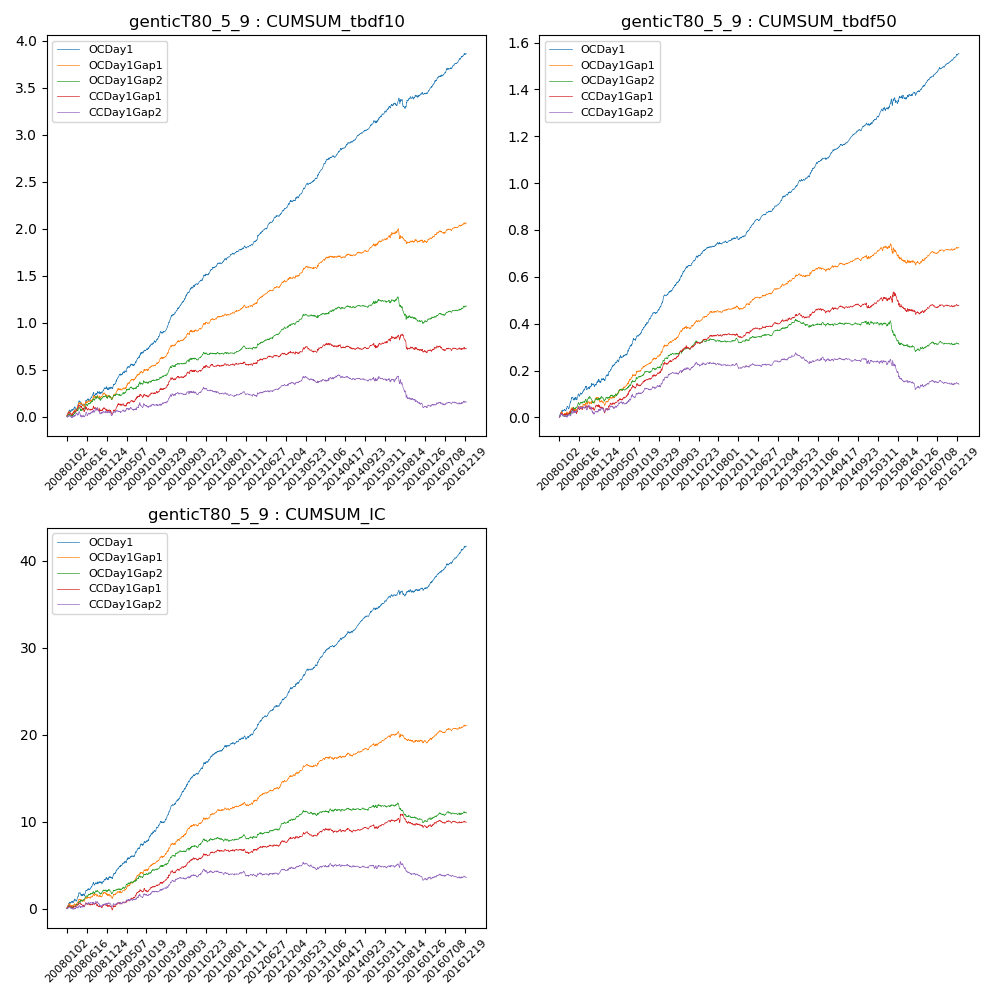 genticT80_5_9 : CUMSUM_tbdf10
4.0
3.5
3.0
2.5
2.0
1.5
1.0
0.5
0.0
OCDay1
OCDay1Gap1
OCDay1Gap2
CCDay1Gap1
CCDay1Gap2
20080102 20080616 20081124 20090507 20091019 20100329 20100903 20110223 20110801 20120111 20120627 20121204 20130523 20131106 20140417 20140923 20150311 20150814 20160126 20160708 20161219
genticT80_5_9 : CUMSUM_tbdf50
1.6
1.4
1.2
1.0
0.8
0.6
0.4
0.2
0.0
OCDay1
OCDay1Gap1
OCDay1Gap2
CCDay1Gap1
CCDay1Gap2
20080102 20080616 20081124 20090507 20091019 20100329 20100903 20110223 20110801 20120111 20120627 20121204 20130523 20131106 20140417 20140923 20150311 20150814 20160126 20160708 20161219
genticT80_5_9 : CUMSUM_IC
40
30
20
10
0
OCDay1
OCDay1Gap1
OCDay1Gap2
CCDay1Gap1
CCDay1Gap2
20080102 20080616 20081124 20090507 20091019 20100329 20100903 20110223 20110801 20120111 20120627 20121204 20130523 20131106 20140417 20140923 20150311 20150814 20160126 20160708 20161219